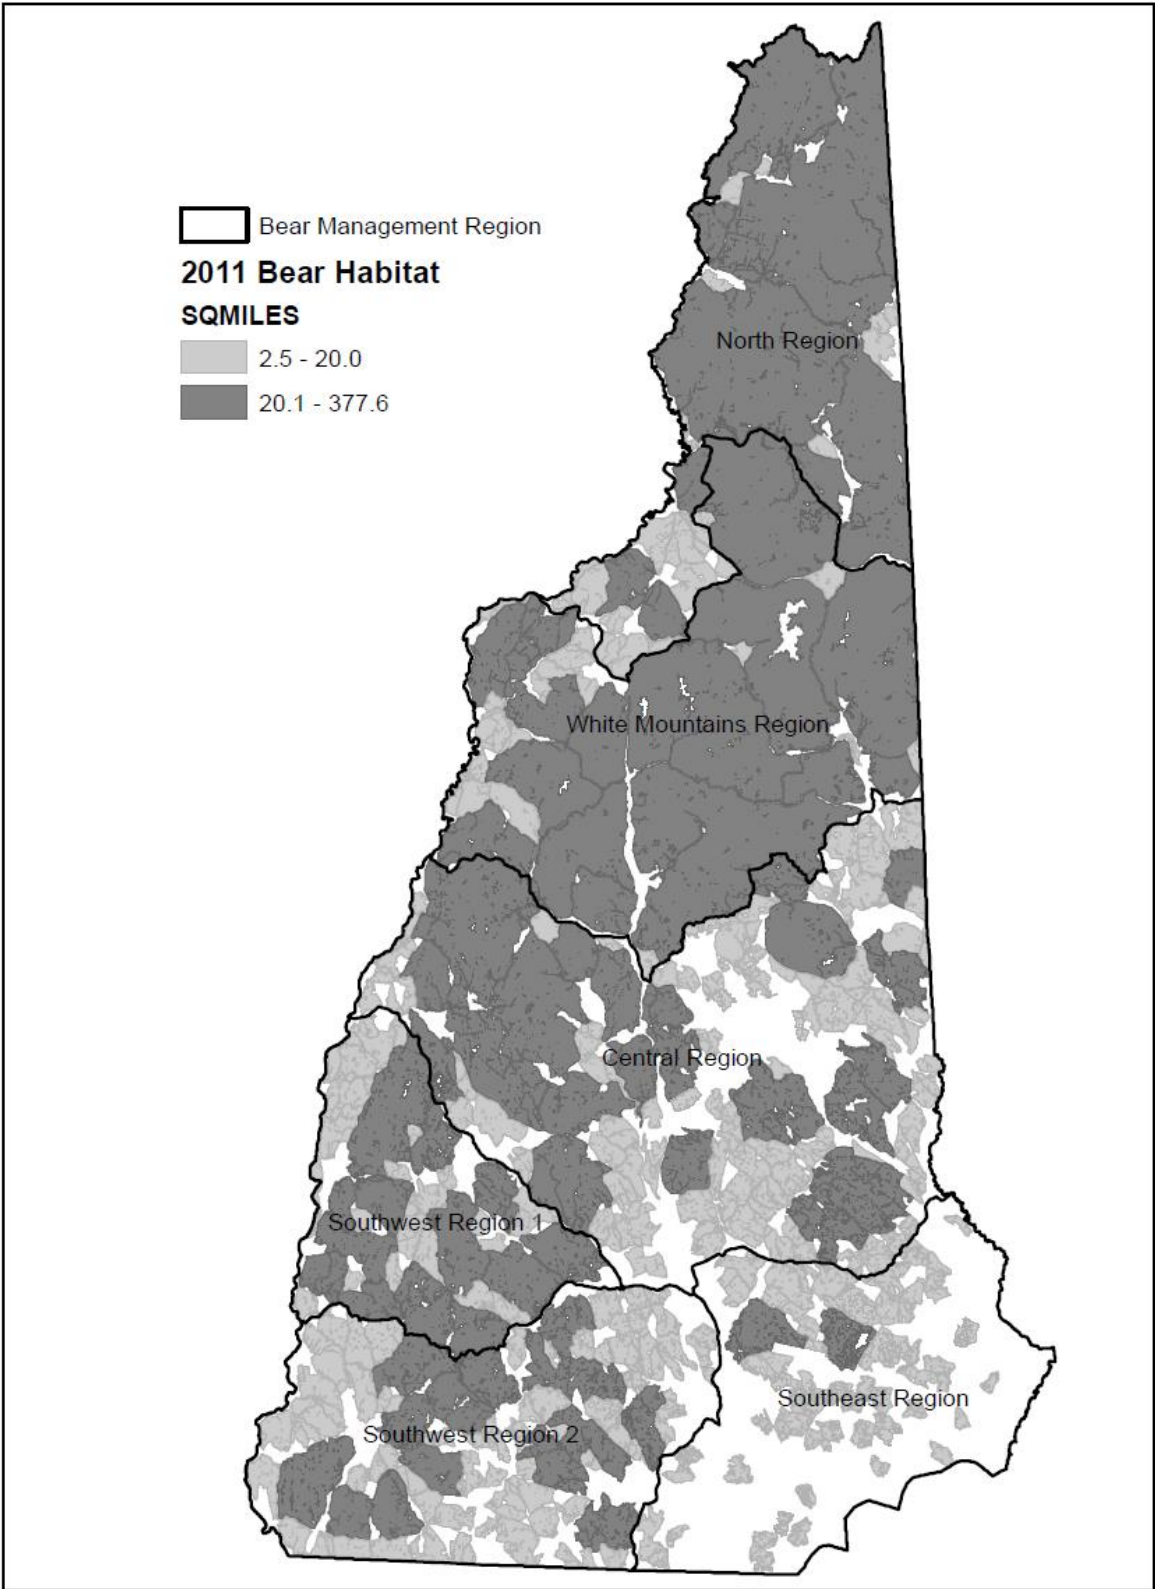 Bear Management Region
2011 Bear Habitat
SQMILES
2.5 - 20.0
20.1 - 377.6
North Region
White Mountains Region
Central Region
Southwest Region 1
Southeast Region
Southwest Region 2